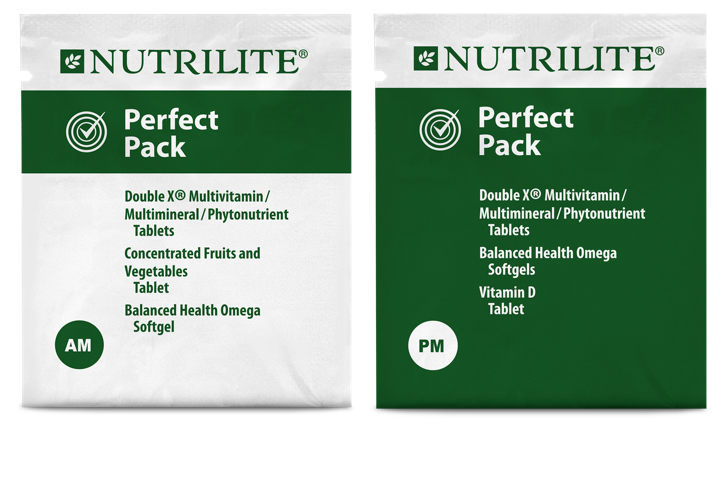 NUTRILITE®
Perfect
Pack
Double X® Multivitamin /
Multimineral / Phytonutrient
Tablets
Concentrated Fruits and
Vegetables
Tablet
Balanced Health Omega
Softgel
AM
NUTRILITE®
Perfect
Pack
Double X® Multivitamin /
Multimineral / Phytonutrient
Tablets
Balanced Health Omega
Softgels
Vitamin D
Tablet
PM